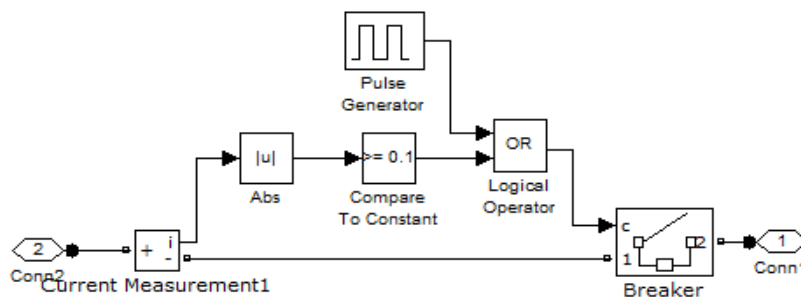 Pulse
Generator
|u|
Abs
>= 0.1
Compare
To Constant
OR
Logical
Operator
2
Conn2
+
i
-
Current Measurement1
c
1
2
Breaker
1
Conn1